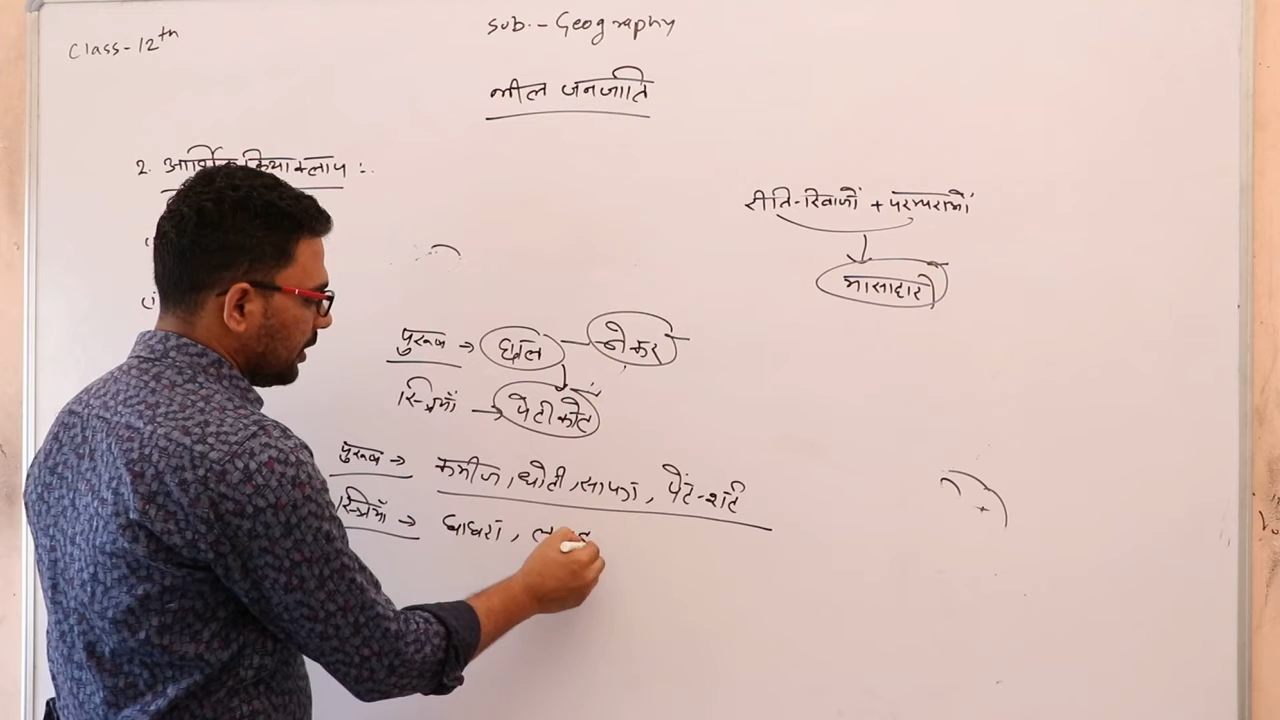 Class-12th
Sub.- Geography
भील जनजाति
2. आर्थिक क्रियाकलाप :-
रीति-रिवाजों + परम्पराओं
मासाहारी
पुरूष → छाल - नेकर
स्त्रियाँ → पेटीकोट
पुरूष → कमीज, धोती, साफा, पेंट-शर्ट
स्त्रियाँ → घाघरा,